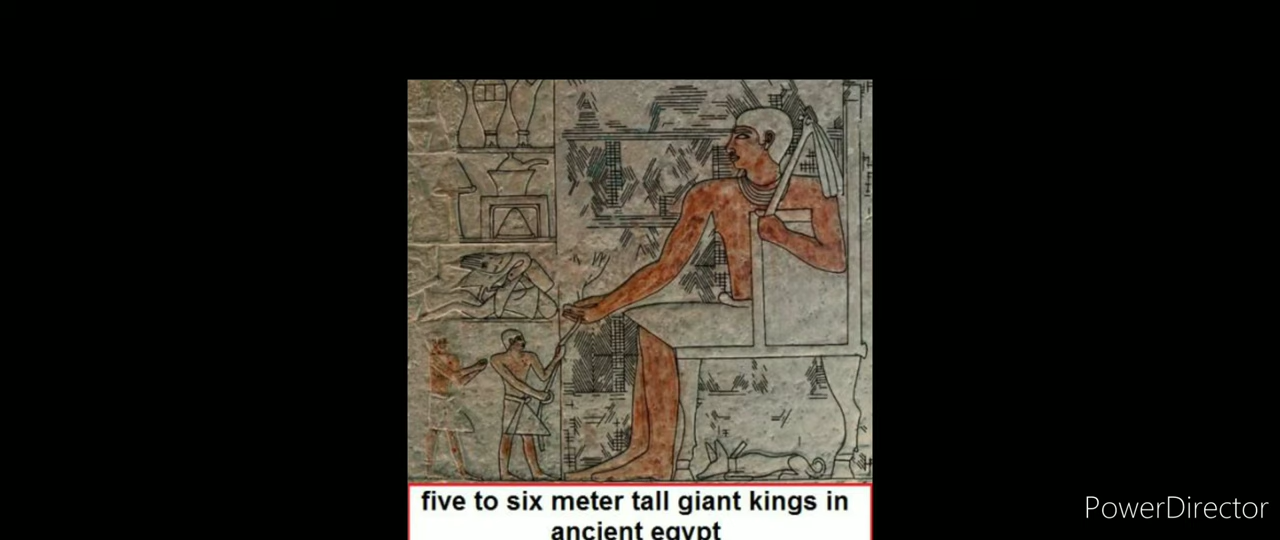 five to six meter tall giant kings in
ancient egypt
PowerDirector